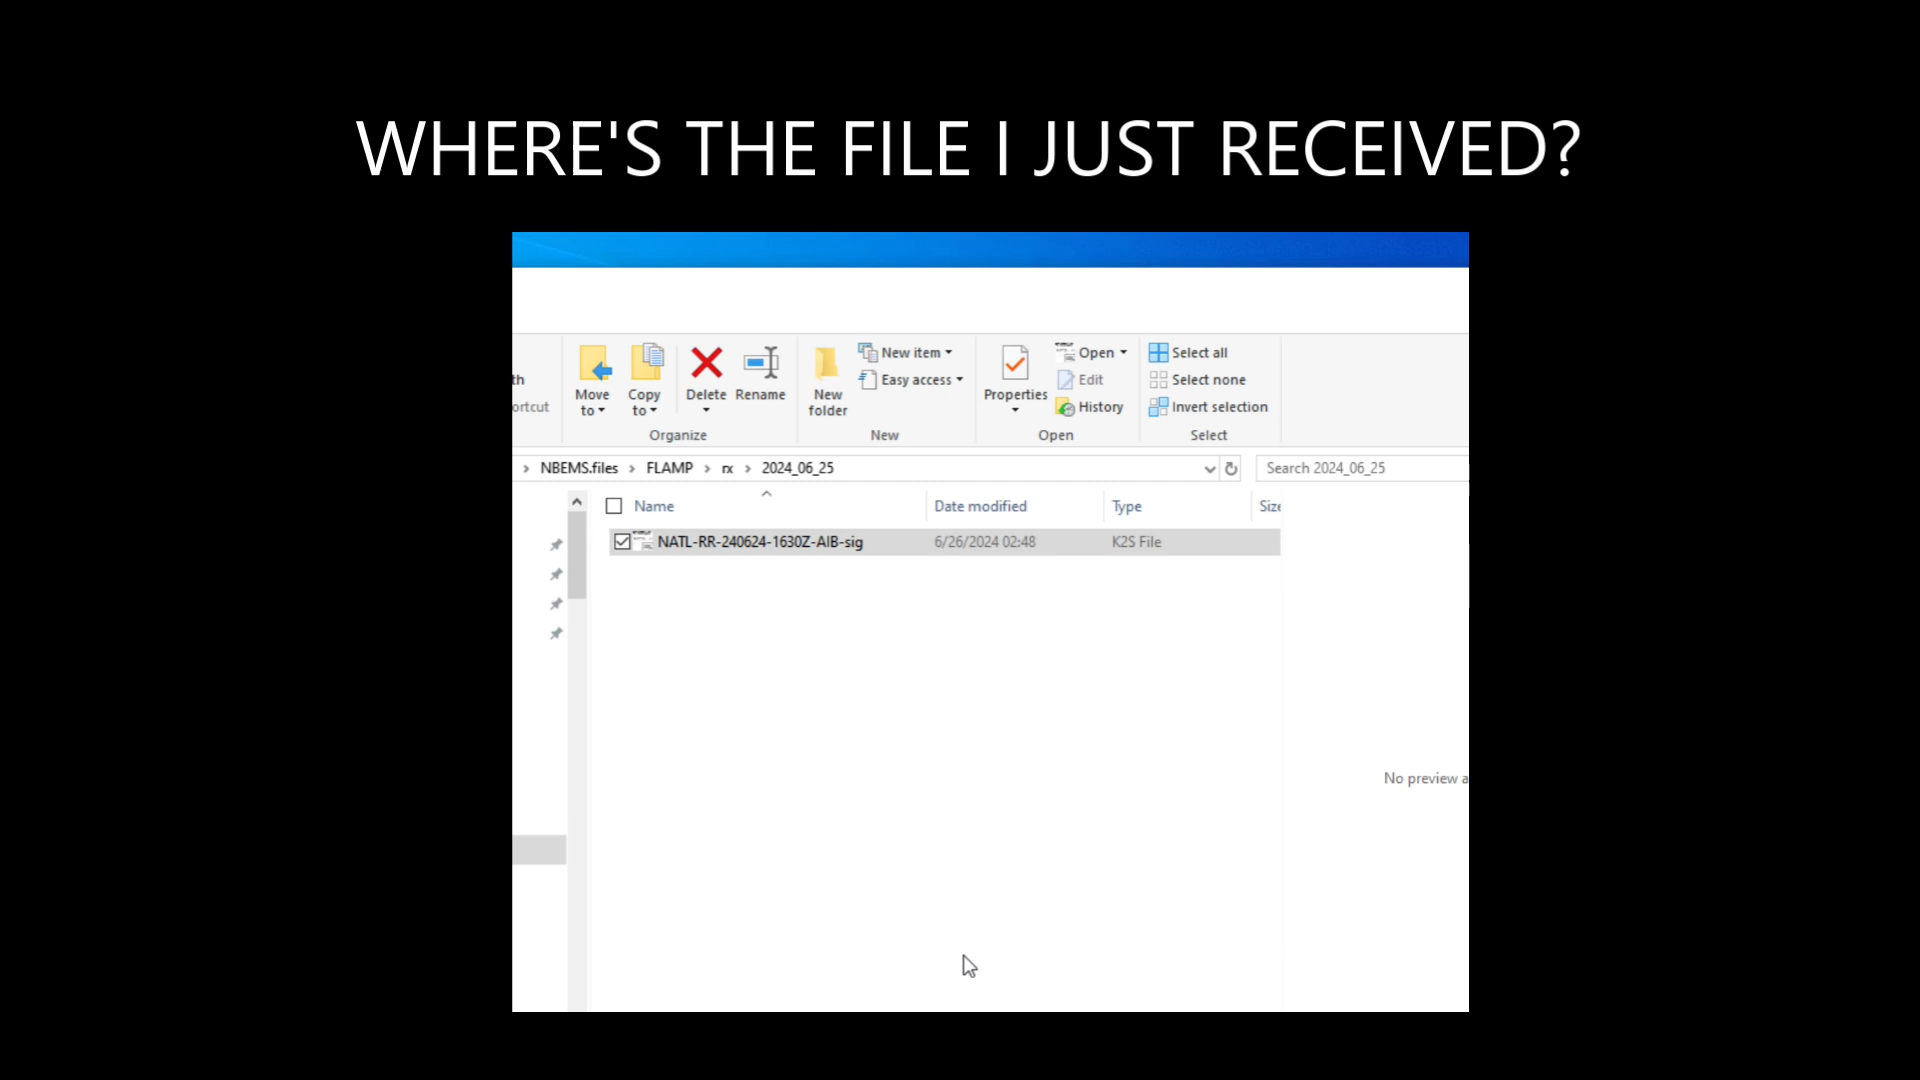 WHERE'S THE FILE I JUST RECEIVED?
New item
Open
Select all
th
Easy access
Edit
Select none
ortcut
Move to
Copy to
Delete
Rename
New folder
Properties
History
Invert selection
Organize
New
Open
Select
NBEMS.files > FLAMP > rx > 2024_06_25
Search 2024_06_25
Name
Date modified
Type
Size
NATL-RR-240624-1630Z-AIB-sig
6/26/2024 02:48
K2S File
No preview a